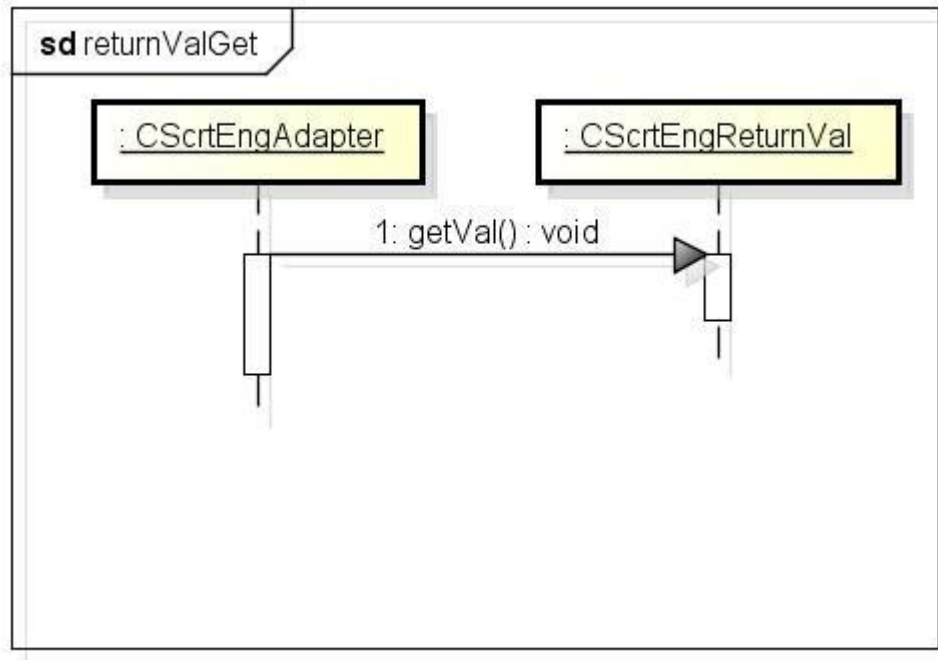 sd returnValGet
: CScrtEngAdapter
: CScrtEngReturnVal
1: getVal() : void